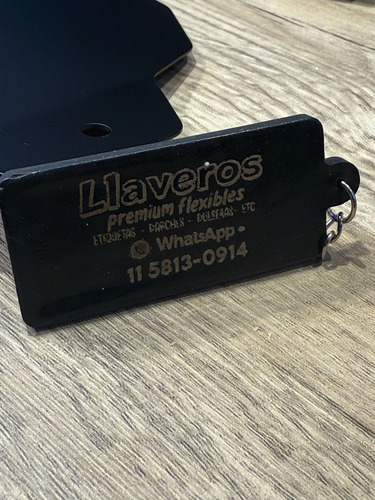 Llaveros
premium flexibles
ETIQUETAS - PARCHES - PULSERAS - ETC
WhatsApp
11 5813-0914